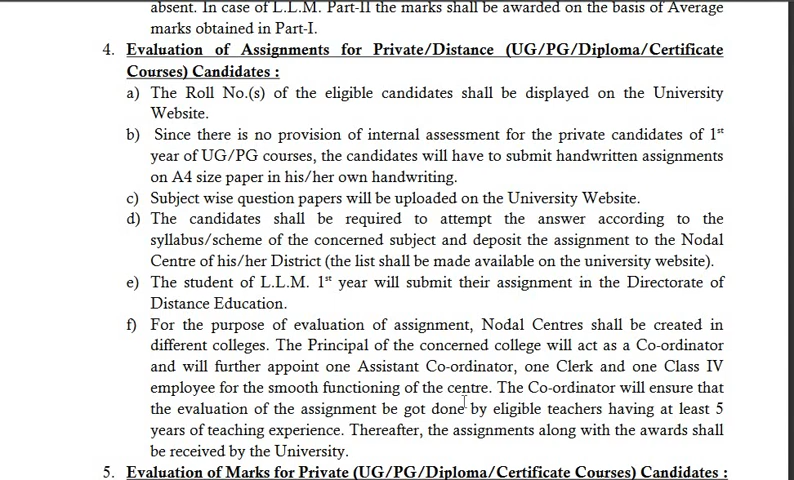 absent. In case of L.L.M. Part-II the marks shall be awarded on the basis of Average
marks obtained in Part-I.
4. Evaluation of Assignments for Private/Distance (UG/PG/Diploma/Certificate
Courses) Candidates :
a) The Roll No.(s) of the eligible candidates shall be displayed on the University
Website.
b) Since there is no provision of internal assessment for the private candidates of 1st
year of UG/PG courses, the candidates will have to submit handwritten assignments
on A4 size paper in his/her own handwriting.
c) Subject wise question papers will be uploaded on the University Website.
d) The candidates shall be required to attempt the answer according to the
syllabus/scheme of the concerned subject and deposit the assignment to the Nodal
Centre of his/her District (the list shall be made available on the university website).
e) The student of L.L.M. 1st year will submit their assignment in the Directorate of
Distance Education.
f) For the purpose of evaluation of assignment, Nodal Centres shall be created in
different colleges. The Principal of the concerned college will act as a Co-ordinator
and will further appoint one Assistant Co-ordinator, one Clerk and one Class IV
employee for the smooth functioning of the centre. The Co-ordinator will ensure that
the evaluation of the assignment be got done by eligible teachers having at least 5
years of teaching experience. Thereafter, the assignments along with the awards shall
be received by the University.
5. Evaluation of Marks for Private (UG/PG/Diploma/Certificate Courses) Candidates :